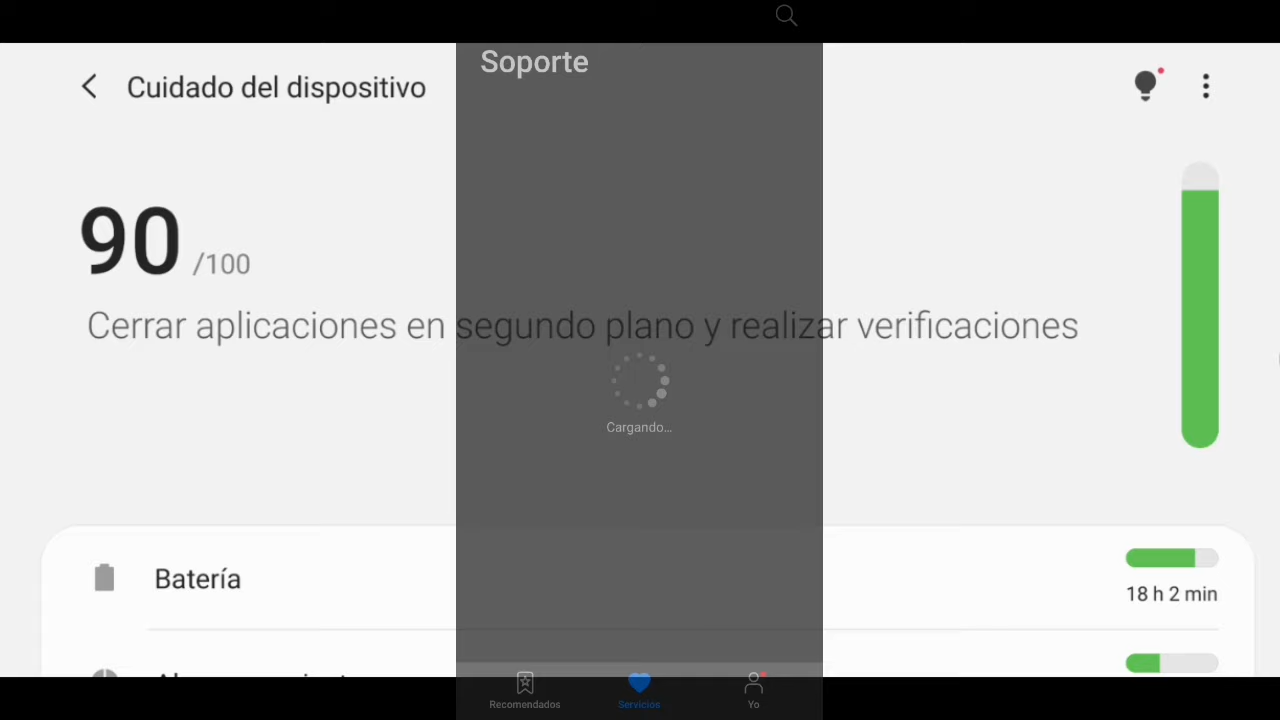 Soporte
Cuidado del dispositivo
90 /100
Cerrar aplicaciones en segundo plano y realizar verificaciones
Cargando...
Batería
18 h 2 min
Recomendados
Servicios
Yo